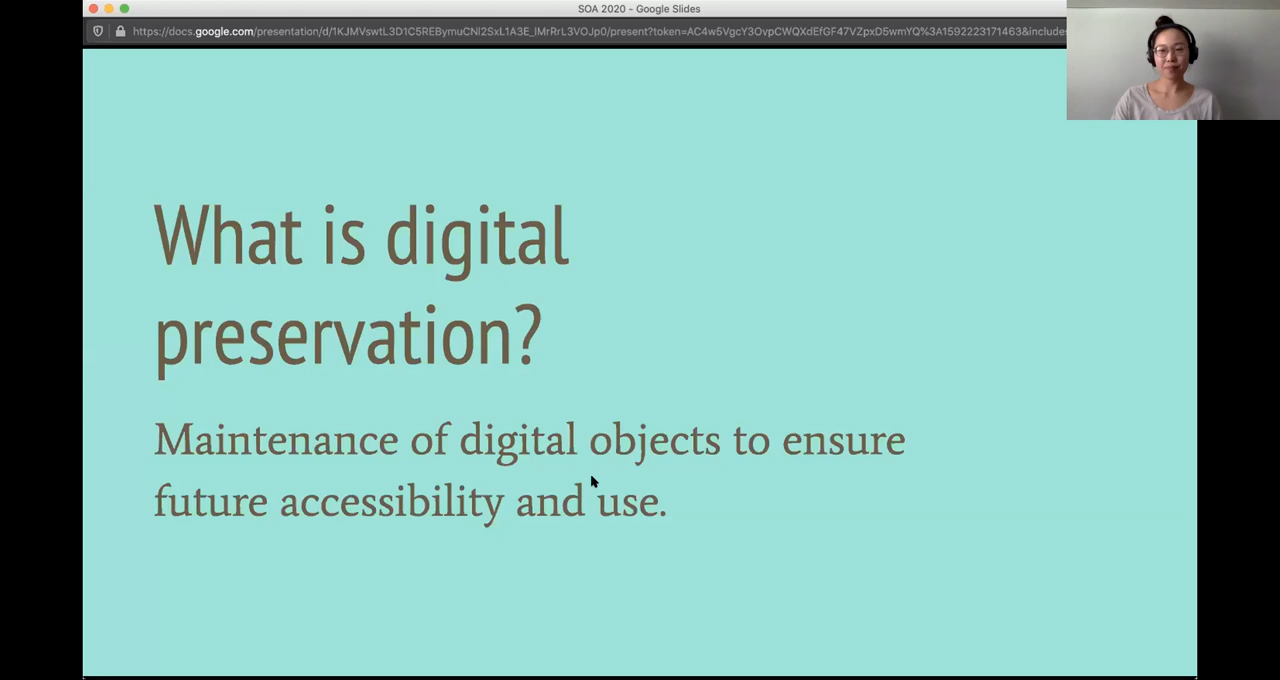 SOA 2020 - Google Slides
https://docs.google.com/presentation/d/1KJMVswtL3D1C5REBymuCNl2SxL1A3E_lMrRrL3VOJp0/present?token=AC4w5VgcY3OvpCWQXdEfGF47VZpxD5wmYQ%3A1592223171463&includes
What is digital
preservation?
Maintenance of digital objects to ensure
future accessibility and use.